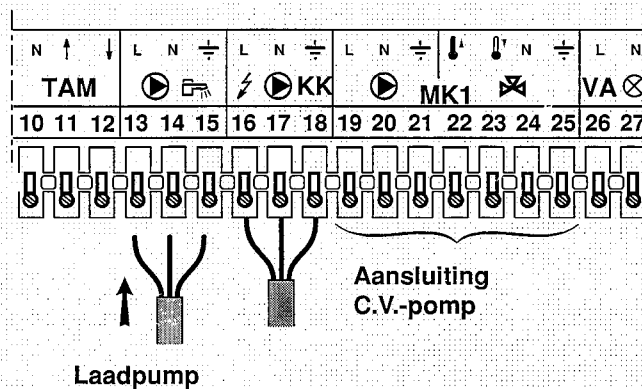 N L N L N L N N L N
TAM KK MK1 VA
10 11 12 13 14 15 16 17 18 19 20 21 22 23 24 25 26 27
Aansluiting
C.V.-pomp
Laadpump